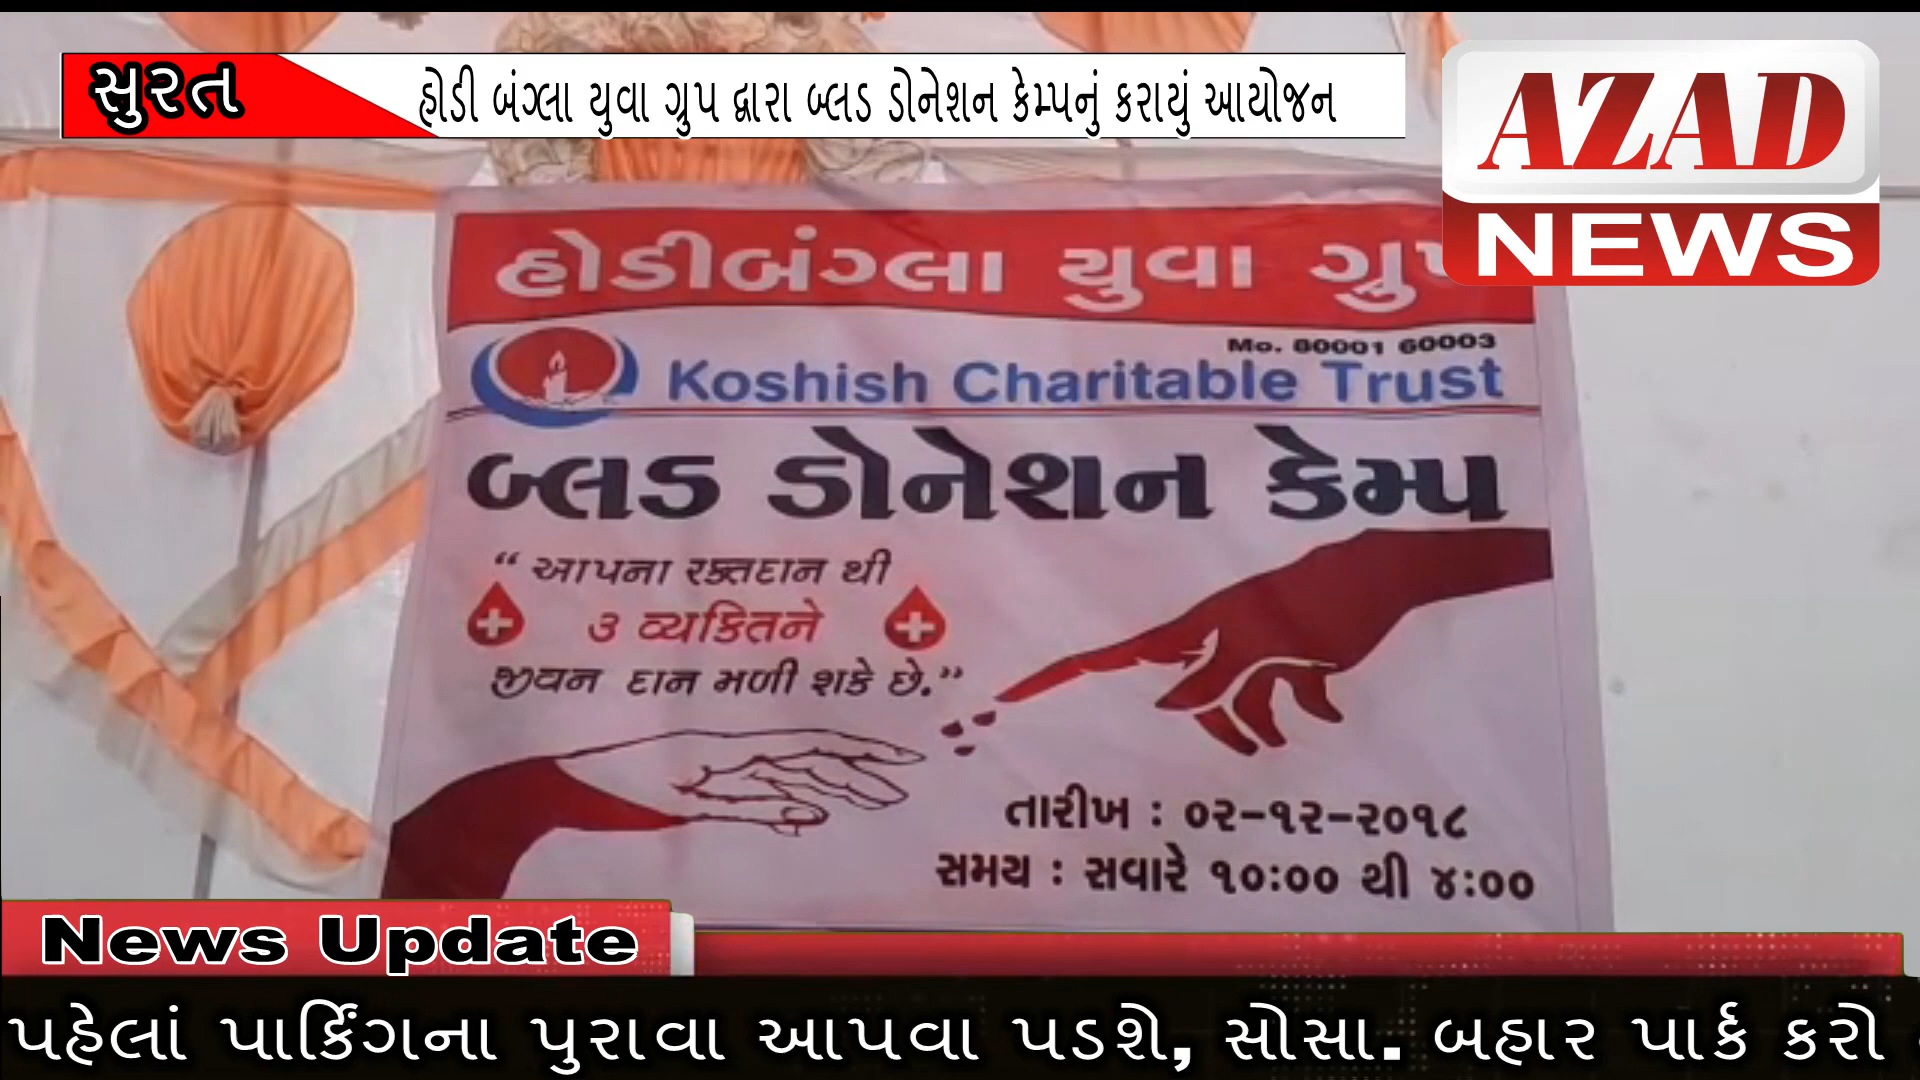 સુરત
હોડી બંગ્લા યુવા ગ્રુપ દ્વારા બ્લડ ડોનેશન કેમ્પનું કરાયું આયોજન
AZAD
NEWS
હોડીબંગ્લા યુવા ગ્રુપ
Mo. 80001 60003
Koshish Charitable Trust
બ્લડ ડોનેશન કેમ્પ
“ આપના રક્તદાન થી
૩ વ્યકિતને
જીવન દાન મળી શકે છે.”
તારીખ : ૦૨-૧૨-૨૦૧૮
સમય : સવારે ૧૦:૦૦ થી ૪:૦૦
News Update
પહેલાં પાર્કિંગના પુરાવા આપવા પડશે, સોસા. બહાર પાર્ક કરો